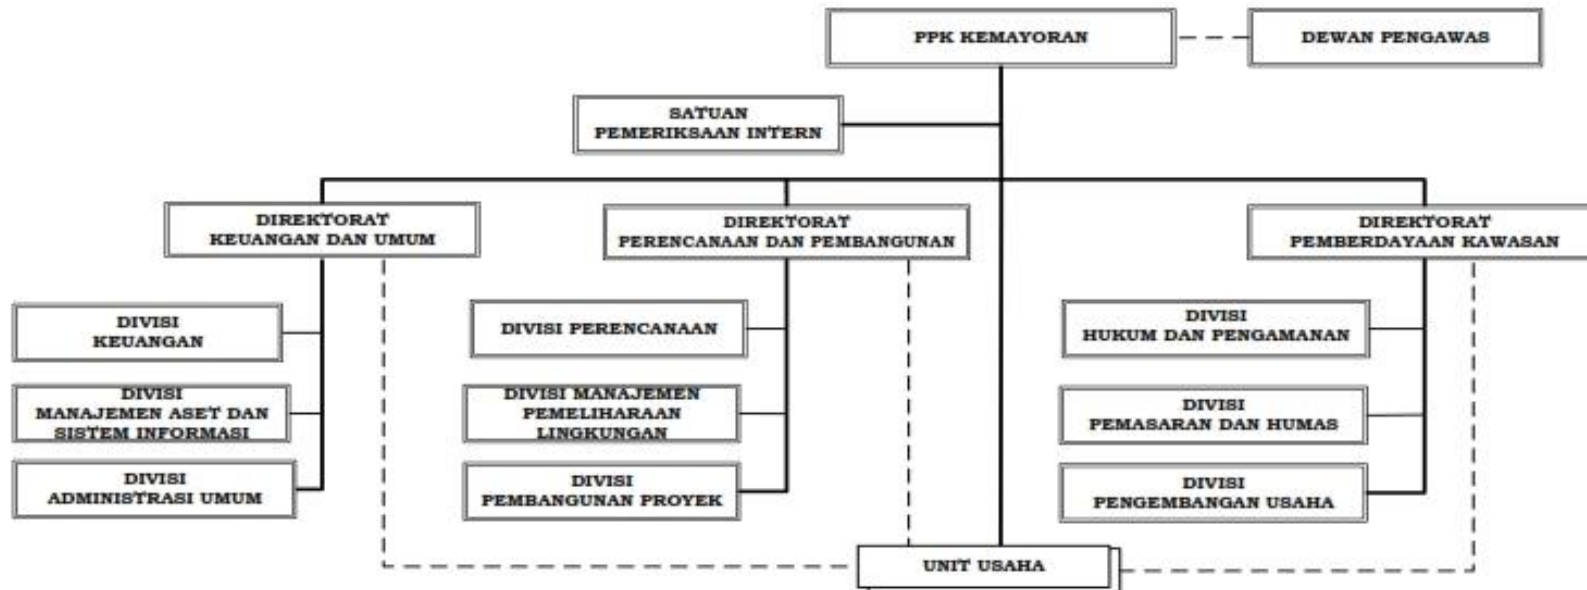 PPK KEMAYORAN
DEWAN PENGAWAS
SATUAN
PEMERIKSAAN INTERN
DIREKTORAT
KEUANGAN DAN UMUM
DIREKTORAT
PERENCANAAN DAN PEMBANGUNAN
DIREKTORAT
PEMBERDAYAAN KAWASAN
DIVISI
KEUANGAN
DIVISI
MANAJEMEN ASET DAN
SISTEM INFORMASI
DIVISI
ADMINISTRASI UMUM
DIVISI PERENCANAAN
DIVISI MANAJEMEN
PEMELIHARAAN
LINGKUNGAN
DIVISI
PEMBANGUNAN PROYEK
DIVISI
HUKUM DAN PENGAMANAN
DIVISI
PEMASARAN DAN HUMAS
DIVISI
PENGEMBANGAN USAHA
UNIT USAHA